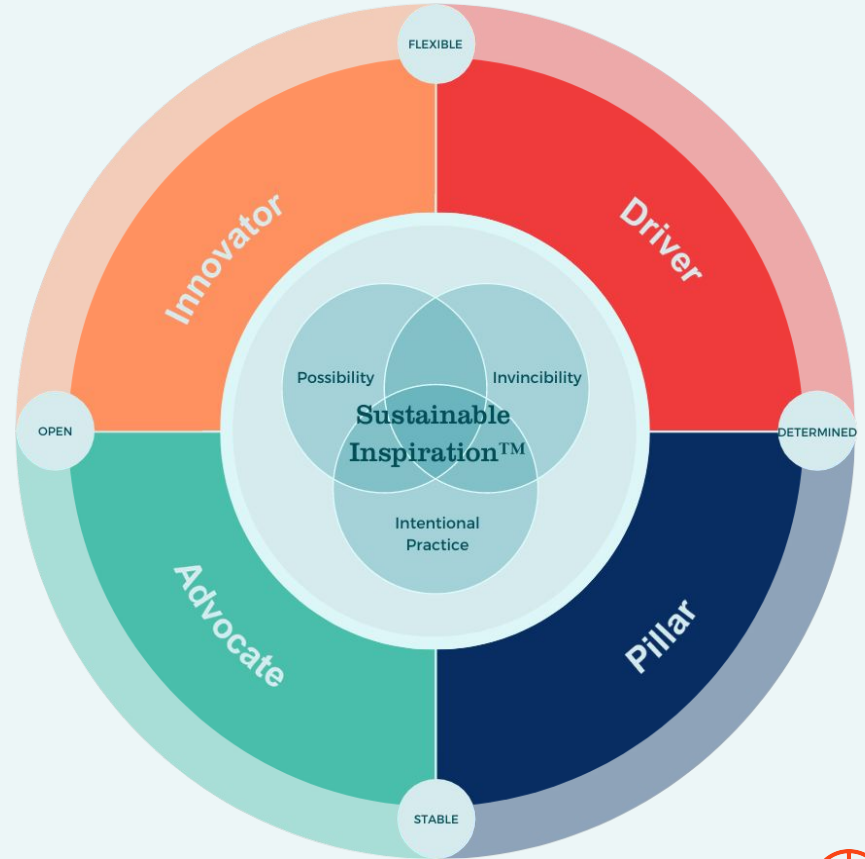 FLEXIBLE
Innovator
Driver
Possibility
Invincibility
Sustainable
Inspiration™
OPEN
DETERMINED
Intentional
Practice
Advocate
Pillar
STABLE